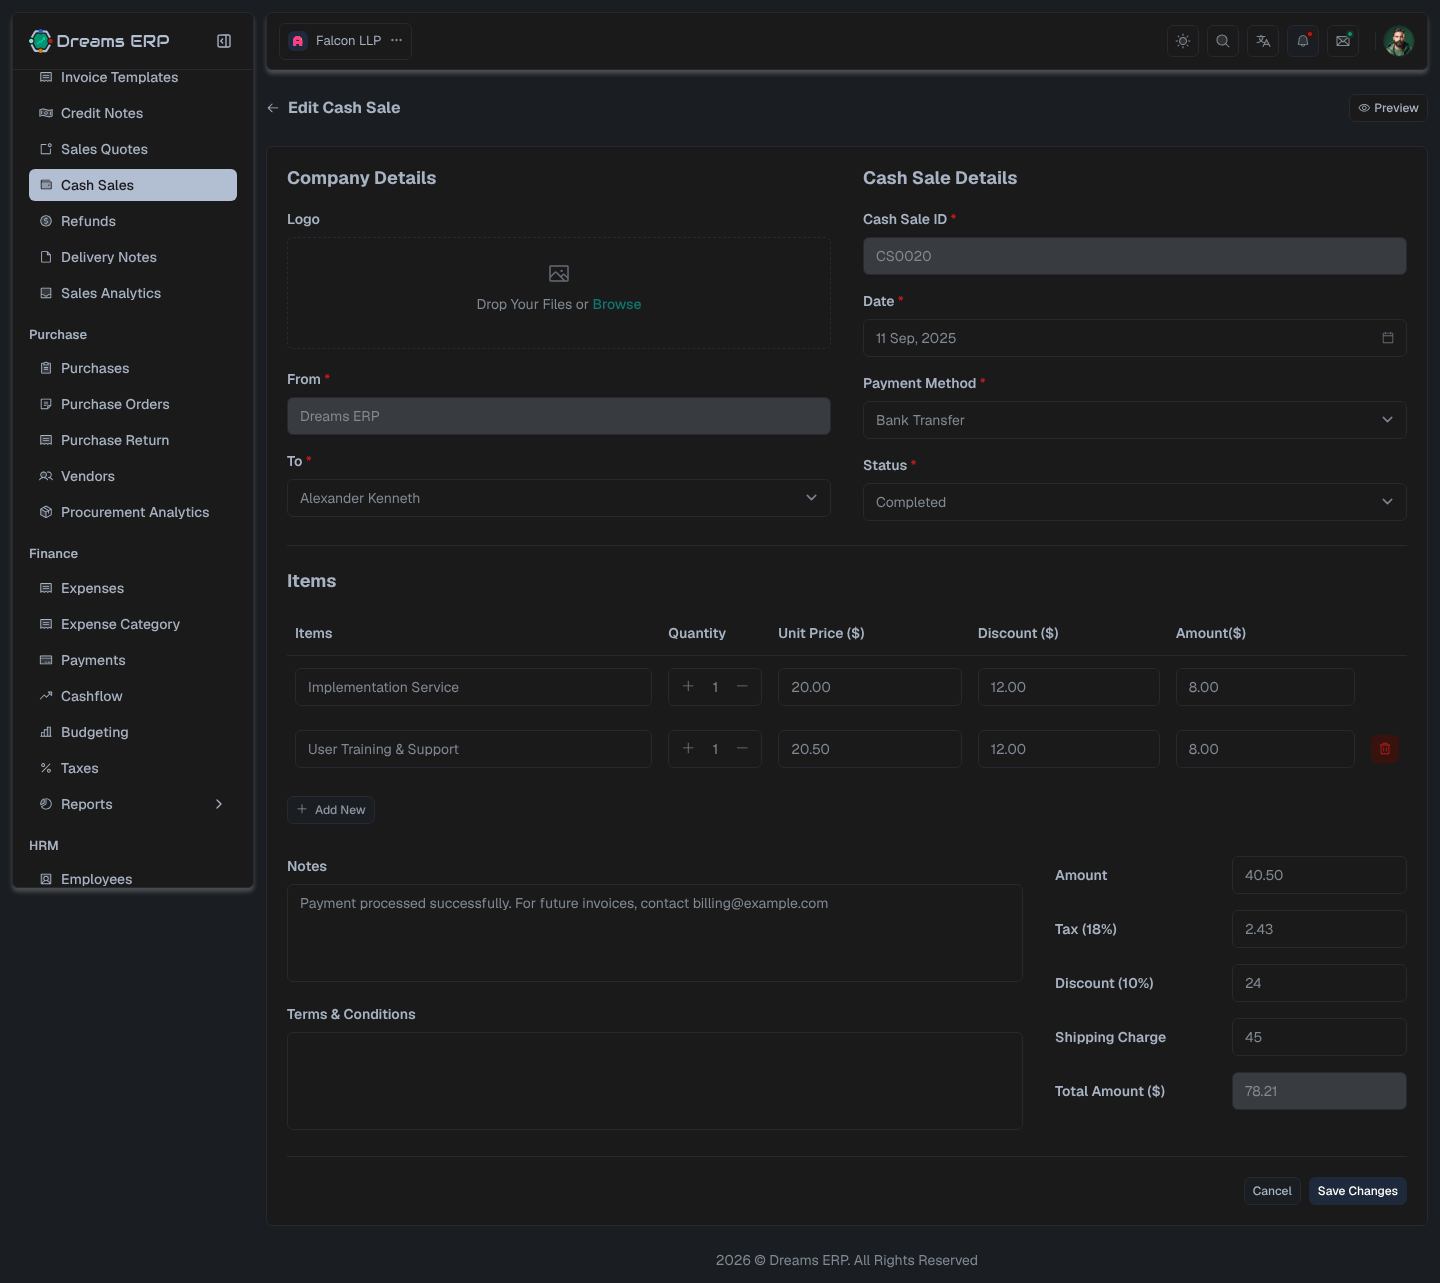 Dreams ERP
Invoice Templates
Credit Notes
Sales Quotes
Cash Sales
Refunds
Delivery Notes
Sales Analytics
Purchase
Purchases
Purchase Orders
Purchase Return
Vendors
Procurement Analytics
Finance
Expenses
Expense Category
Payments
Cashflow
Budgeting
Taxes
Reports
HRM
Employees
Falcon LLP ···
Edit Cash Sale
Preview
Company Details
Logo
Drop Your Files or Browse
From *
Dreams ERP
To *
Alexander Kenneth
Cash Sale Details
Cash Sale ID *
CS0020
Date *
11 Sep, 2025
Payment Method *
Bank Transfer
Status *
Completed
Items
Items Quantity Unit Price ($) Discount ($) Amount($)
Implementation Service + 1 − 20.00 12.00 8.00
User Training & Support + 1 − 20.50 12.00 8.00
+ Add New
Notes
Payment processed successfully. For future invoices, contact billing@example.com
Terms & Conditions
Amount 40.50
Tax (18%) 2.43
Discount (10%) 24
Shipping Charge 45
Total Amount ($) 78.21
Cancel Save Changes
2026 © Dreams ERP. All Rights Reserved